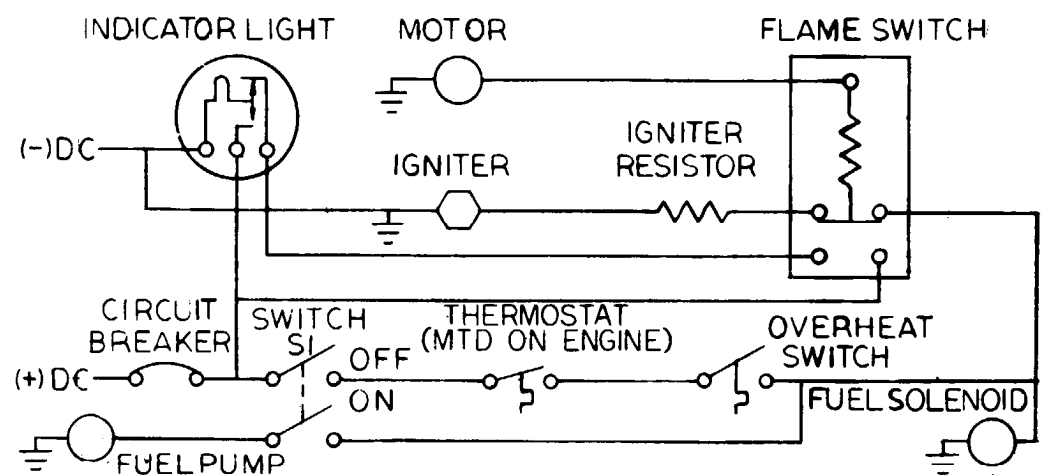 INDICATOR LIGHT
MOTOR
FLAME SWITCH
(-)DC
IGNITER
IGNITER
RESISTOR
CIRCUIT
BREAKER
SWITCH
S1
OFF
THERMOSTAT
(MTD ON ENGINE)
OVERHEAT
SWITCH
(+)DC
ON
FUEL SOLENOID
FUEL PUMP